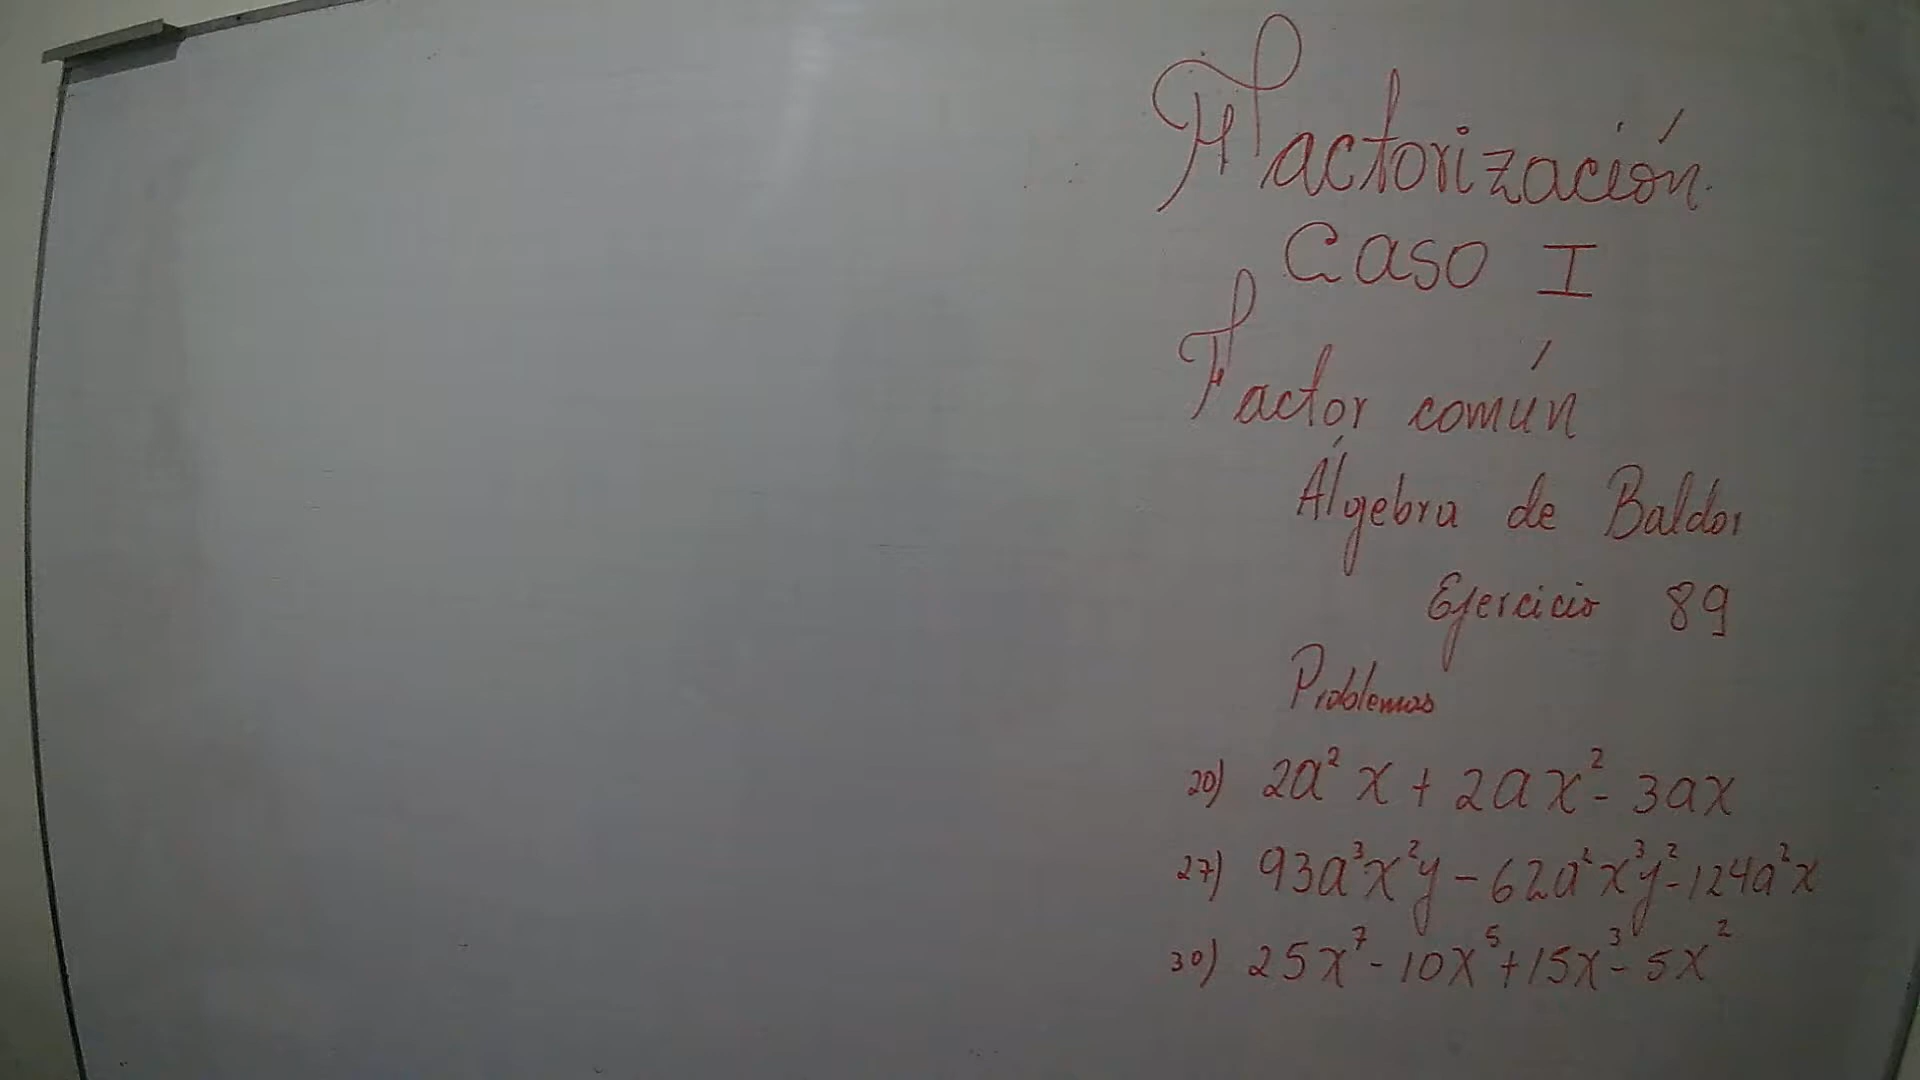 Factorización
Caso I
Factor común
Álgebra de Baldor
Ejercicio 89
Problemas
20) 2a²x + 2ax² - 3ax
27) 93a³x²y - 62a²x³y² - 124a²x
30) 25x⁷ - 10x⁵ + 15x³ - 5x²